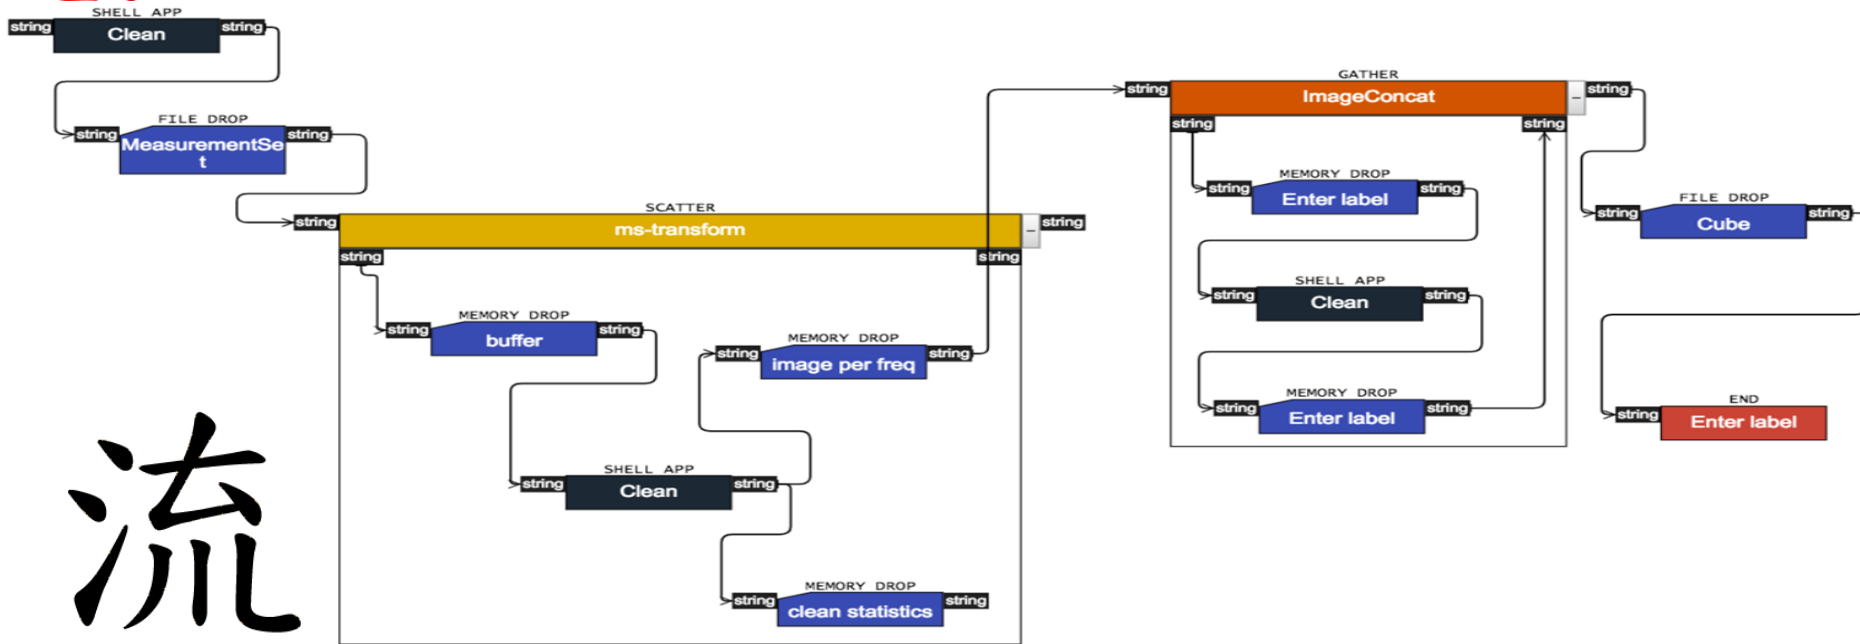 SHELL APP
string Clean string
FILE DROP
string MeasurementSe string
t
SCATTER
string ms-transform - string
string string
MEMORY DROP
string buffer string
MEMORY DROP
string image per freq string
SHELL APP
string Clean string
MEMORY DROP
string clean statistics string
GATHER
string ImageConcat - string
string string
MEMORY DROP
string Enter label string
SHELL APP
string Clean string
MEMORY DROP
string Enter label string
FILE DROP
string Cube string
END
string Enter label
流